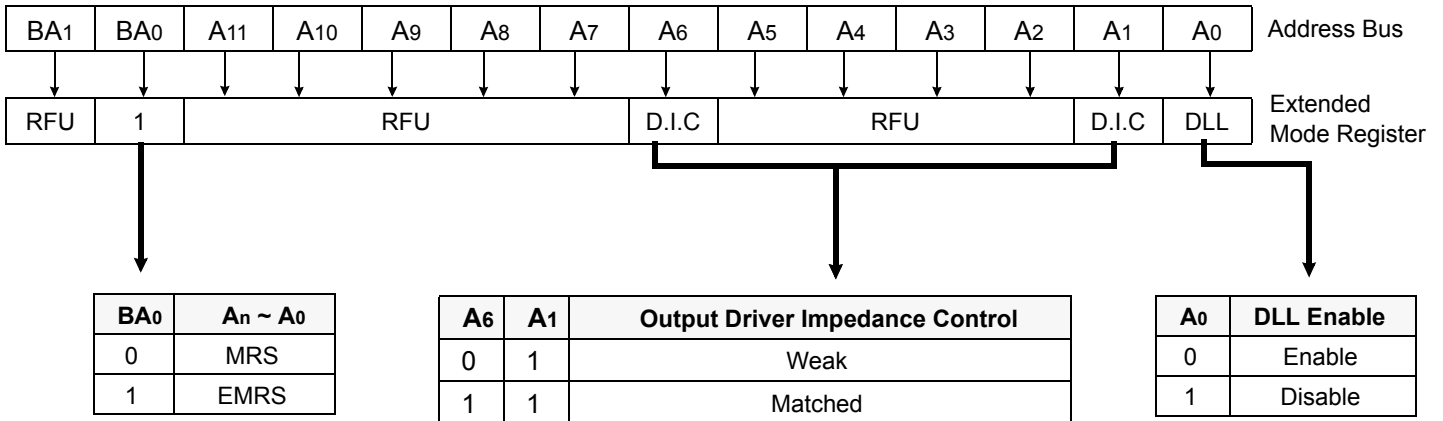 BA1 BA0 A11 A10 A9 A8 A7 A6 A5 A4 A3 A2 A1 A0 Address Bus
RFU 1 RFU D.I.C RFU D.I.C DLL Extended
Mode Register
BA0 An ~ A0
0 MRS
1 EMRS
A6 A1 Output Driver Impedance Control
0 1 Weak
1 1 Matched
A0 DLL Enable
0 Enable
1 Disable